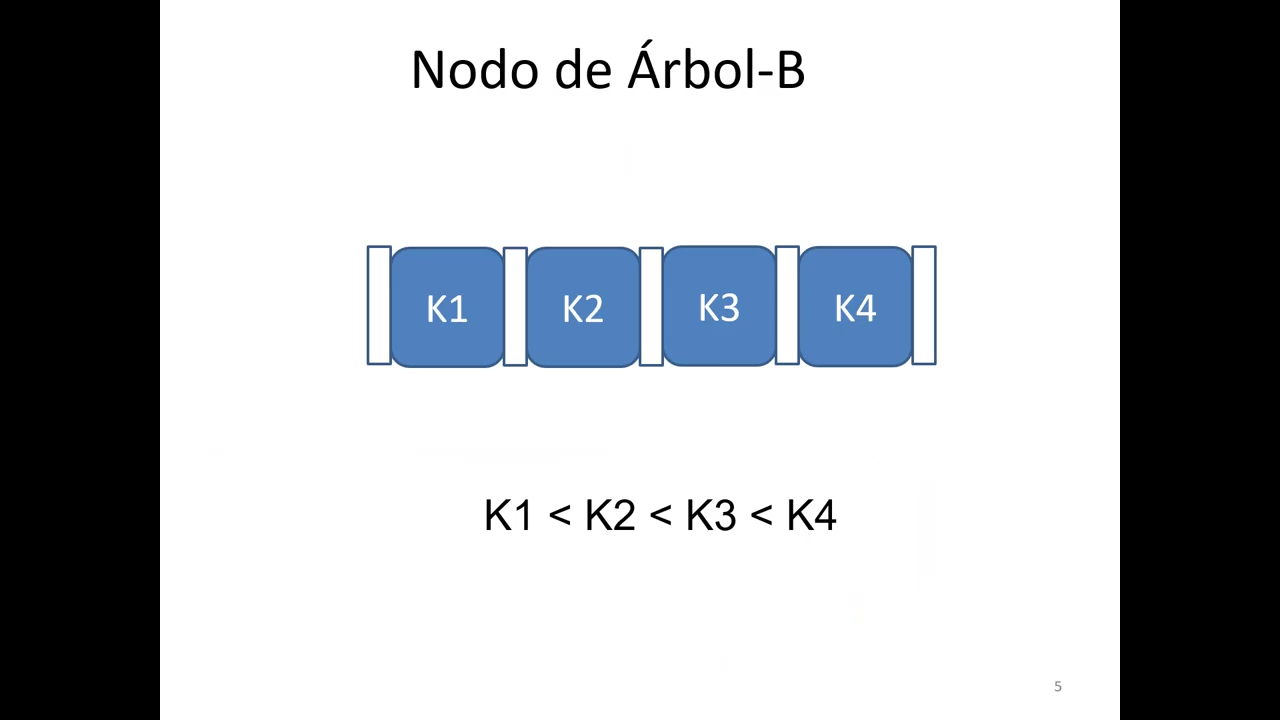 Nodo de Árbol-B
K1 K2 K3 K4
K1 < K2 < K3 < K4
5